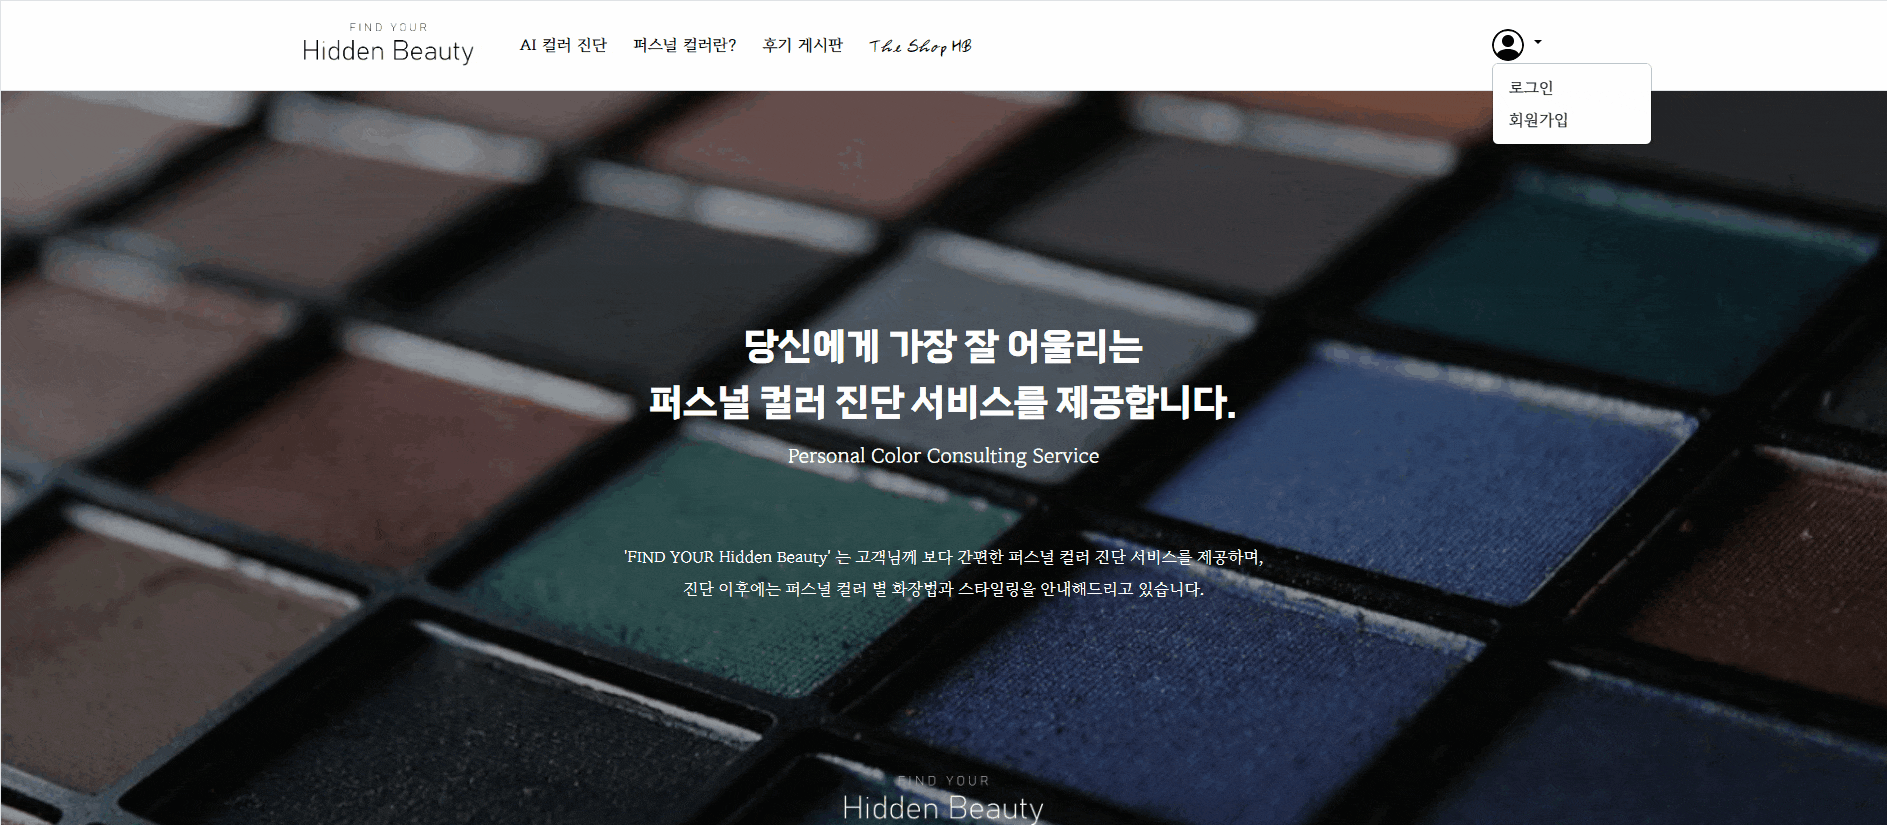 FIND YOUR
Hidden Beauty
AI 컬러 진단 퍼스널 컬러란? 후기 게시판 The Shop HB
로그인
회원가입
당신에게 가장 잘 어울리는
퍼스널 컬러 진단 서비스를 제공합니다.
Personal Color Consulting Service
'FIND YOUR Hidden Beauty' 는 고객님께 보다 간편한 퍼스널 컬러 진단 서비스를 제공하며,
진단 이후에는 퍼스널 컬러 별 화장법과 스타일링을 안내해드리고 있습니다.
FIND YOUR
Hidden Beauty